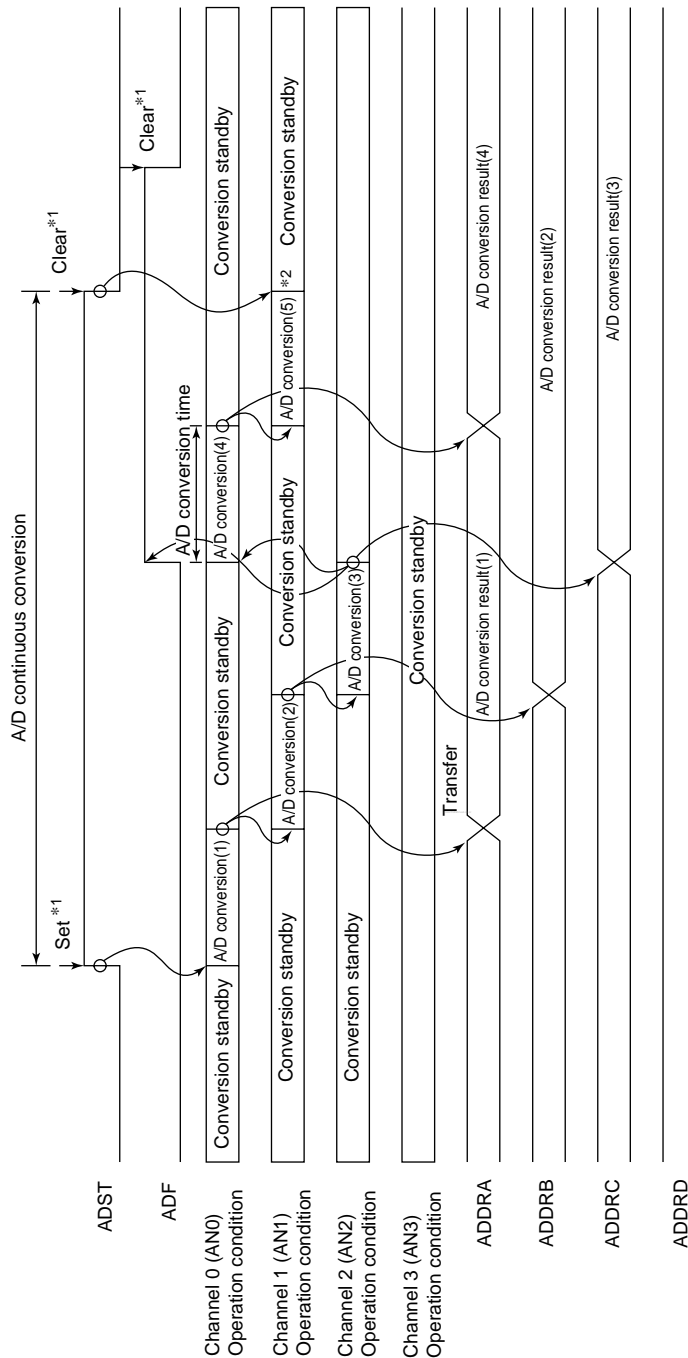 A/D continuous conversion
Set *1
Clear*1
Clear*1
ADST
ADF
A/D conversion time
Channel 0 (AN0)
Operation condition
Conversion standby
A/D conversion(1)
Conversion standby
A/D conversion(4)
Conversion standby
Channel 1 (AN1)
Operation condition
Conversion standby
A/D conversion(2)
Conversion standby
A/D conversion(5)
*2
Conversion standby
Channel 2 (AN2)
Operation condition
Conversion standby
A/D conversion(3)
Channel 3 (AN3)
Operation condition
Conversion standby
Transfer
ADDRA
A/D conversion result(1)
A/D conversion result(4)
ADDRB
A/D conversion result(2)
ADDRC
A/D conversion result(3)
ADDRD